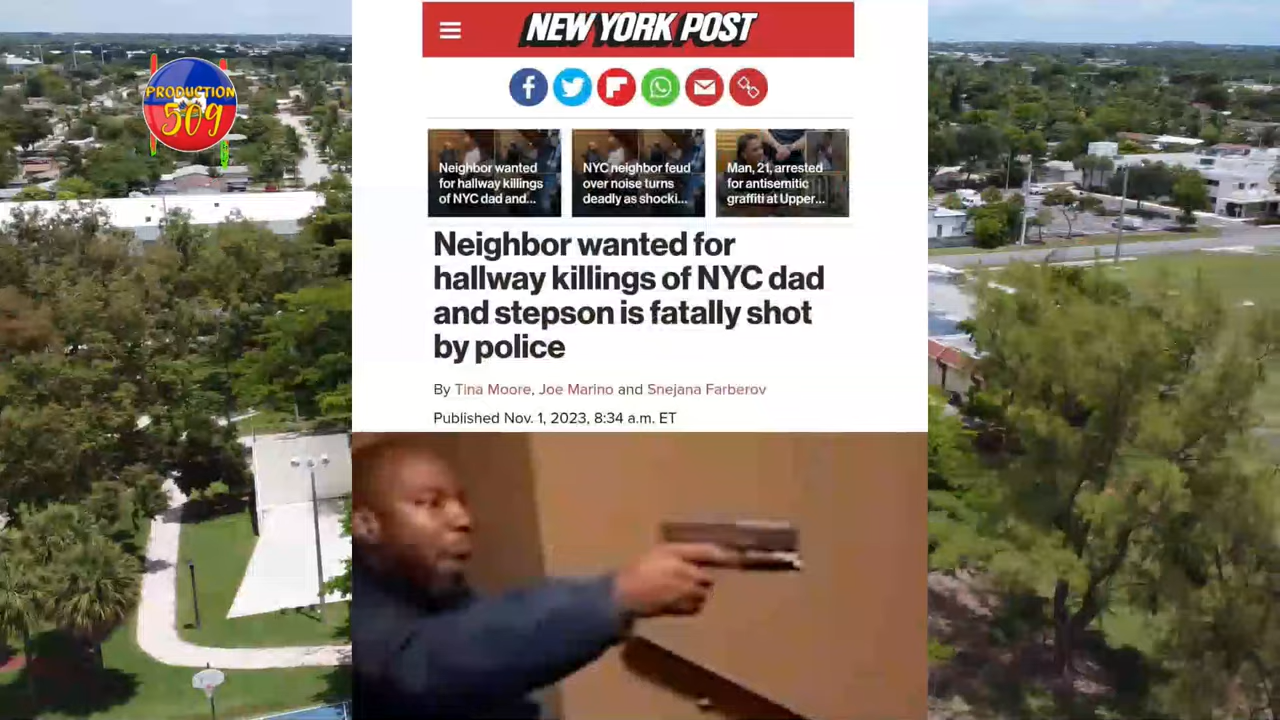 PRODUCTION
509
NEW YORK POST
Neighbor wanted
for hallway killings
of NYC dad and...
NYC neighbor feud
over noise turns
deadly as shocki...
Man, 21, arrested
for antisemitic
graffiti at Upper...
Neighbor wanted for
hallway killings of NYC dad
and stepson is fatally shot
by police
By Tina Moore, Joe Marino and Snejana Farberov
Published Nov. 1, 2023, 8:34 a.m. ET